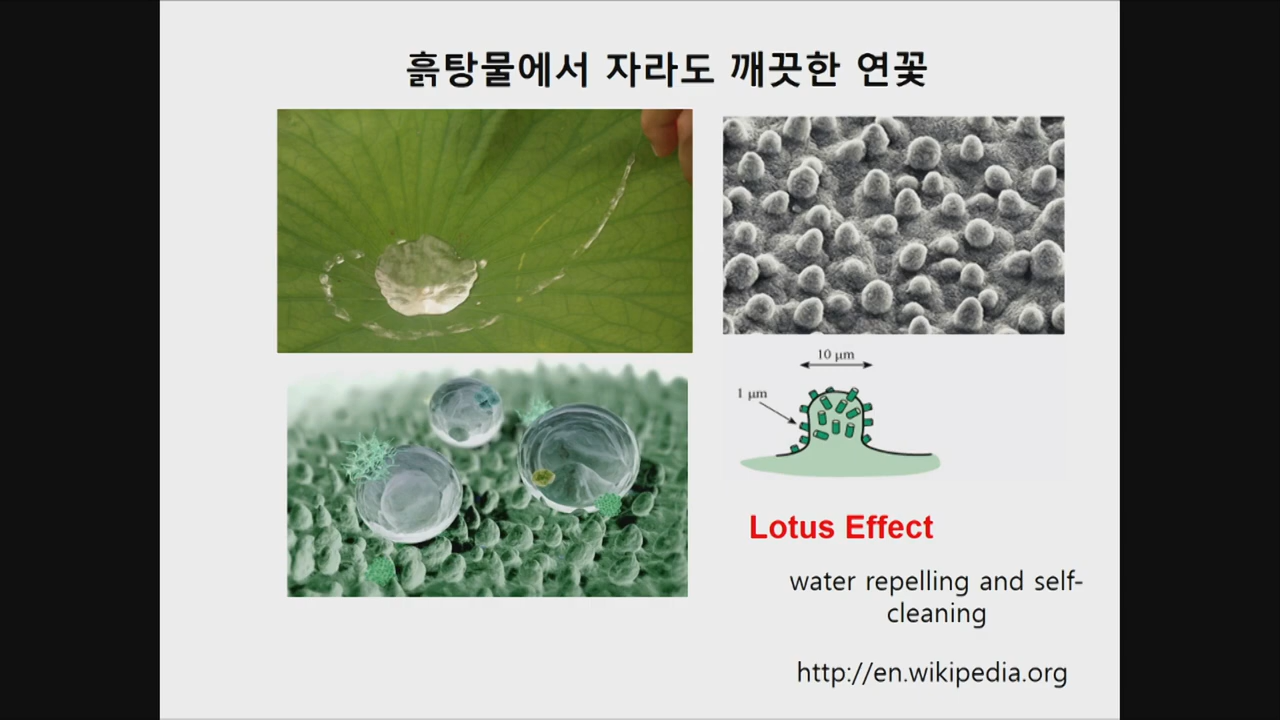 흙탕물에서 자라도 깨끗한 연꽃
10 μm
1 μm
Lotus Effect
water repelling and self-
cleaning
http://en.wikipedia.org